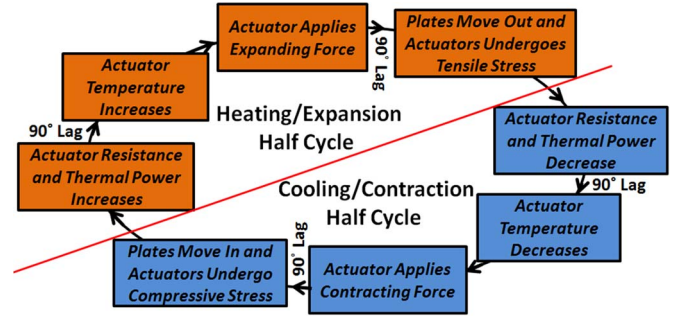 Actuator Applies
Expanding Force
90° Lag
Plates Move Out and
Actuators Undergoes
Tensile Stress
Actuator
Temperature
Increases
Heating/Expansion
Half Cycle
90° Lag
Actuator Resistance
and Thermal Power
Increases
Actuator Resistance
and Thermal Power
Decrease
90° Lag
Cooling/Contraction
Half Cycle
Actuator
Temperature
Decreases
Plates Move In and
Actuators Undergo
Compressive Stress
90° Lag
Actuator Applies
Contracting Force